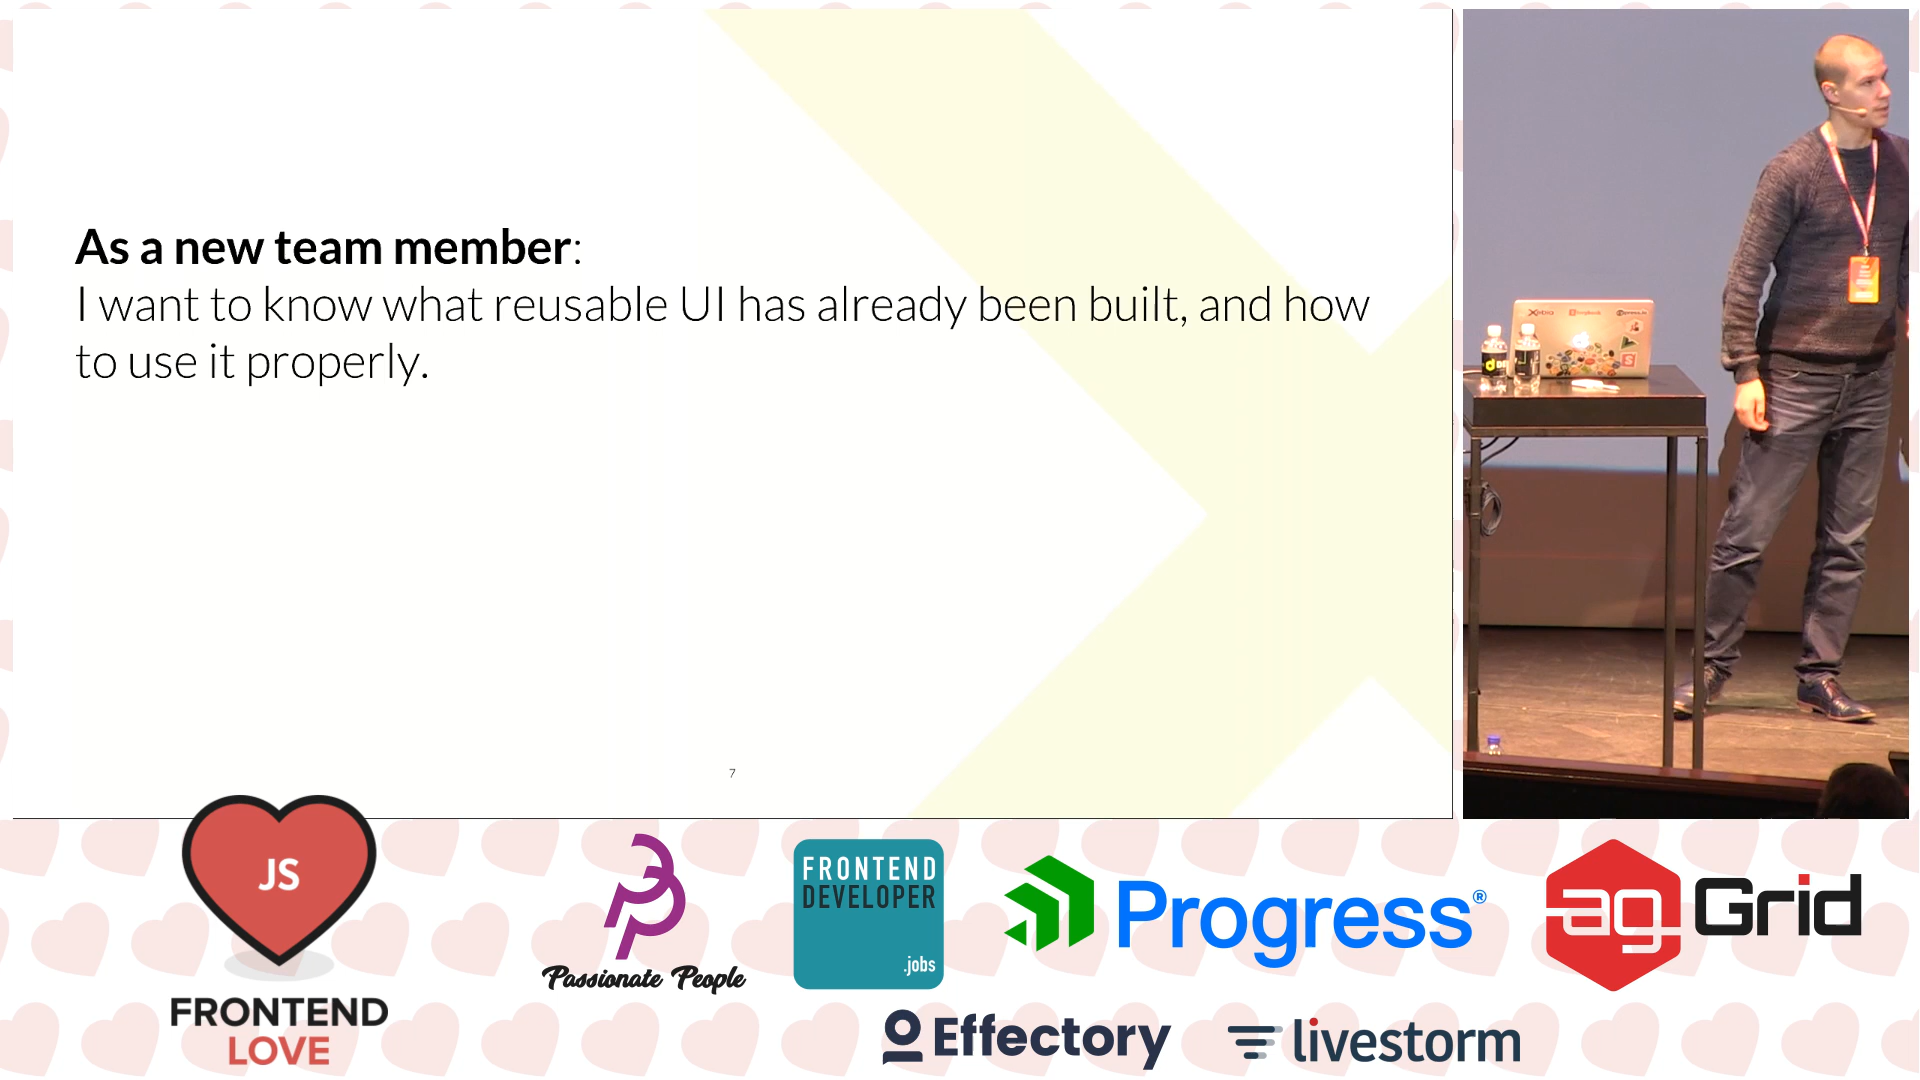 As a new team member:
I want to know what reusable UI has already been built, and how
to use it properly.
7
JS
FRONTEND
LOVE
Passionate People
FRONTEND
DEVELOPER
.jobs
Progress®
ag Grid
Effectory
livestorm
Xebia